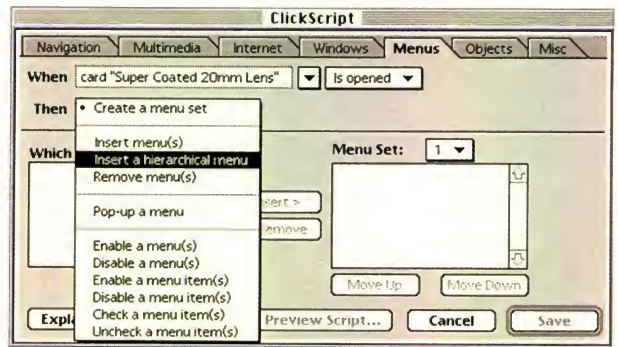 ClickScript
Navigation Multimedia Internet Windows Menus Objects Misc
When card "Super Coated 20mm Lens" Is opened
Then • Create a menu set
Insert menu(s)
Insert a hierarchical menu
Remove menu(s)
Pop-up a menu
Enable a menu(s)
Disable a menu(s)
Enable a menu item(s)
Disable a menu item(s)
Check a menu item(s)
Uncheck a menu item(s)
Which
Menu Set: 1
Move Up Move Down
Preview Script... Cancel Save